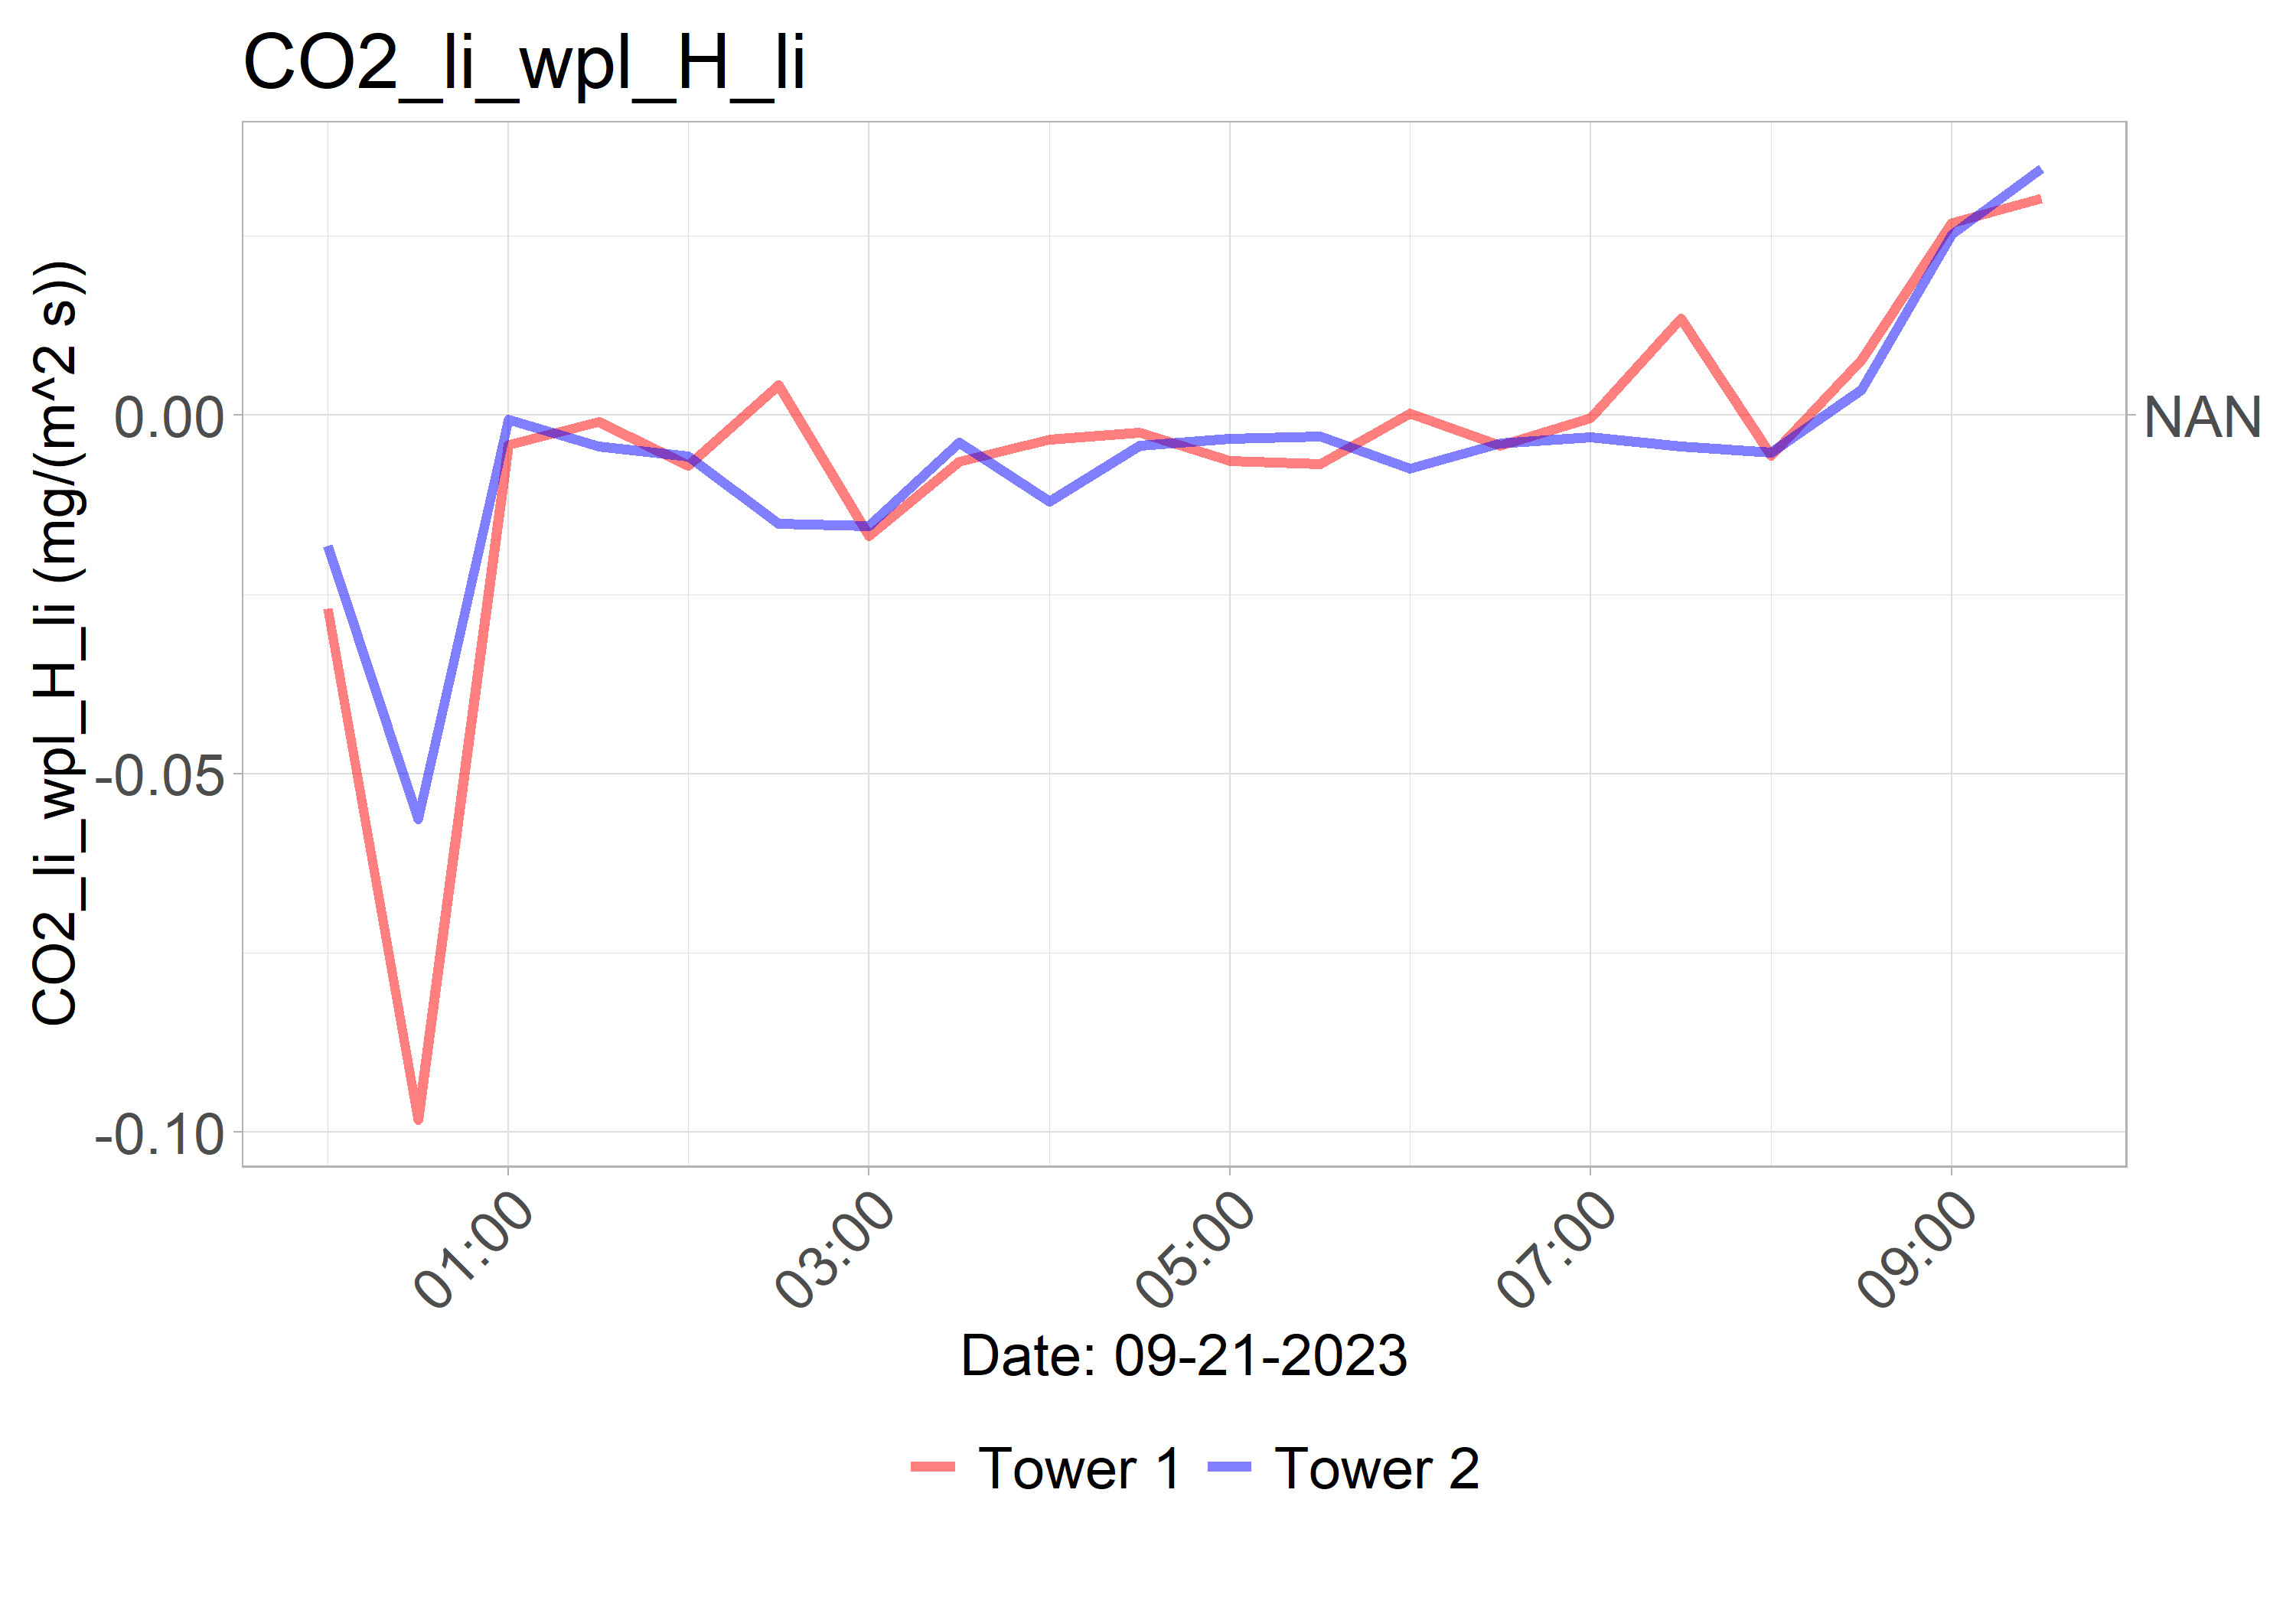 CO2_li_wpl_H_li
CO2_li_wpl_H_li (mg/(m^2 s))
0.00
-0.05
-0.10
NAN
01:00
03:00
05:00
07:00
09:00
Date: 09-21-2023
Tower 1
Tower 2